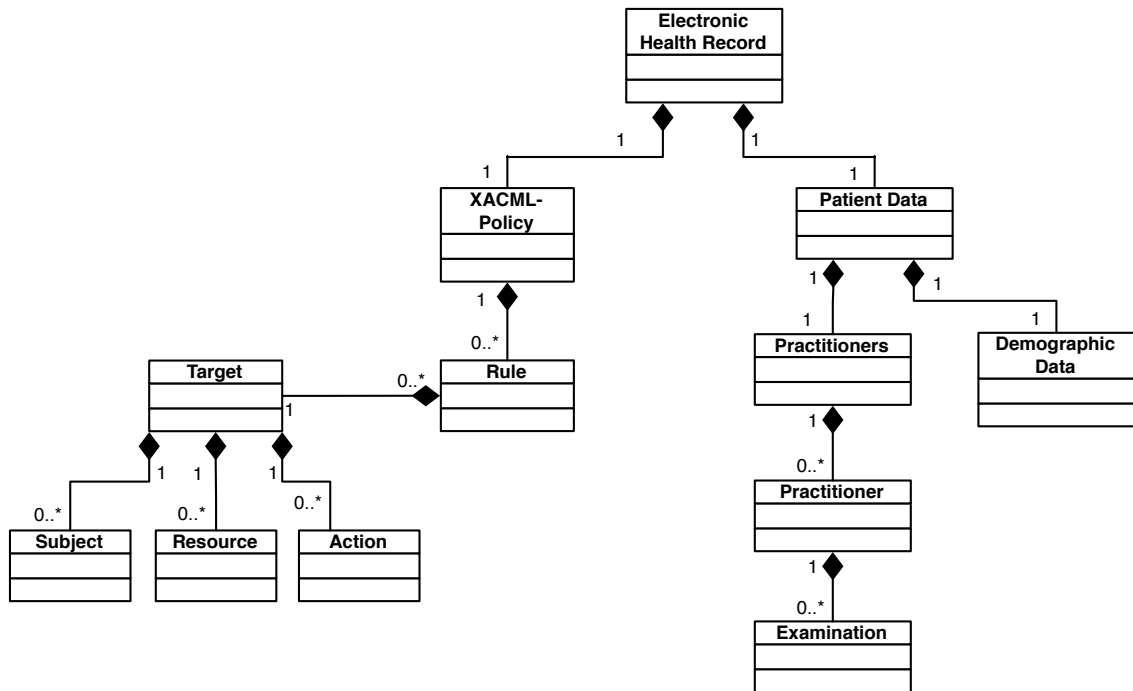 Electronic
Health Record
1
1
1
1
XACML-
Policy
Patient Data
1
1
1
0..*
1
1
Target
0..*
1
Rule
Practitioners
Demographic
Data
1
1
1
1
0..*
0..*
0..*
0..*
Practitioner
Subject
Resource
Action
1
0..*
Examination